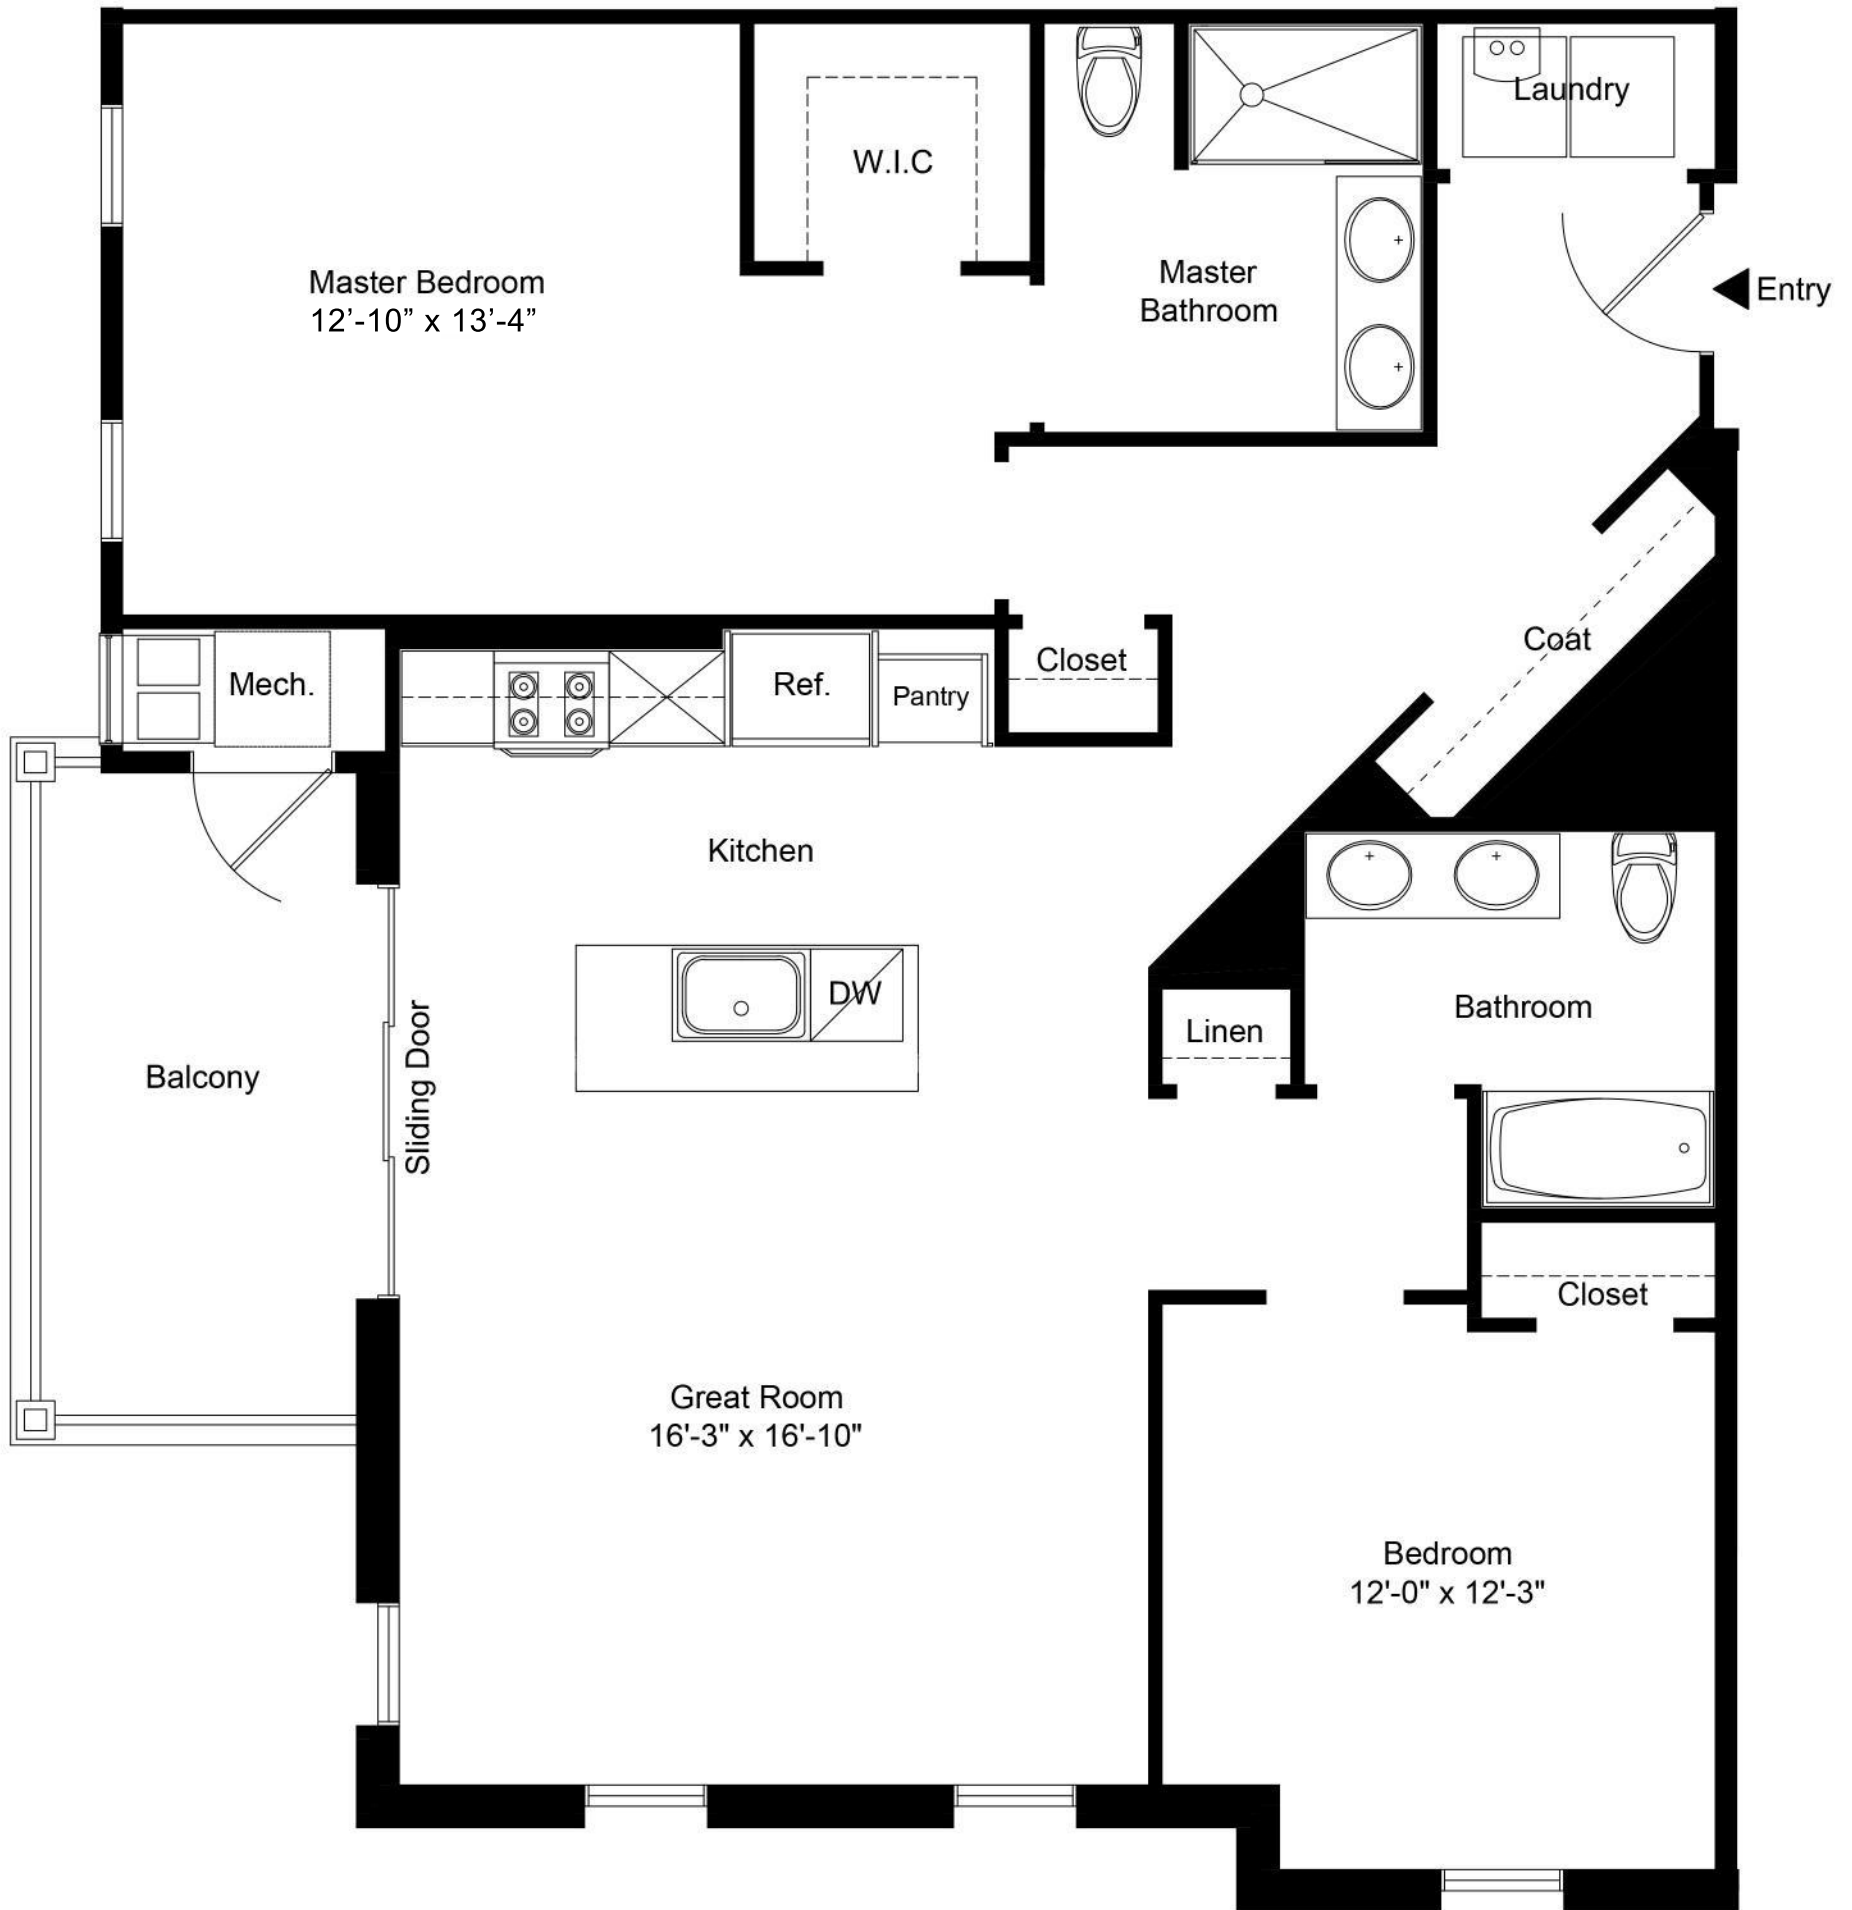 Laundry
W.I.C
Master Bedroom
12’-10” x 13’-4”
Master
Bathroom
Entry
Coat
Closet
Mech.
Ref.
Pantry
Kitchen
DW
Sliding Door
Balcony
Linen
Bathroom
Closet
Great Room
16'-3" x 16'-10"
Bedroom
12'-0" x 12'-3"